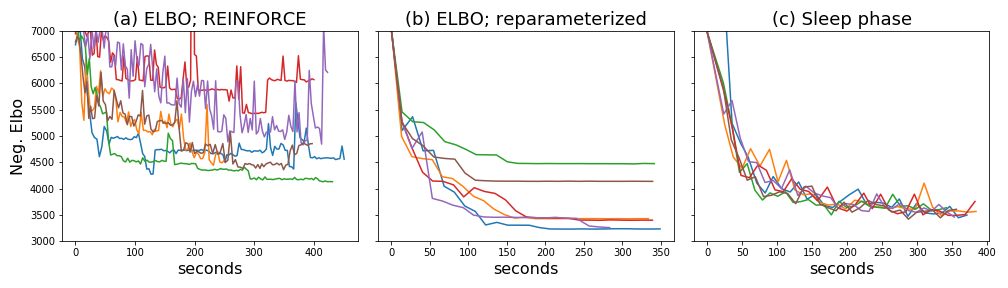 (a) ELBO; REINFORCE
(b) ELBO; reparameterized
(c) Sleep phase
Neg. Elbo
7000
6500
6000
5500
5000
4500
4000
3500
3000
0 100 200 300 400
0 50 100 150 200 250 300 350
0 50 100 150 200 250 300 350 400
seconds
seconds
seconds